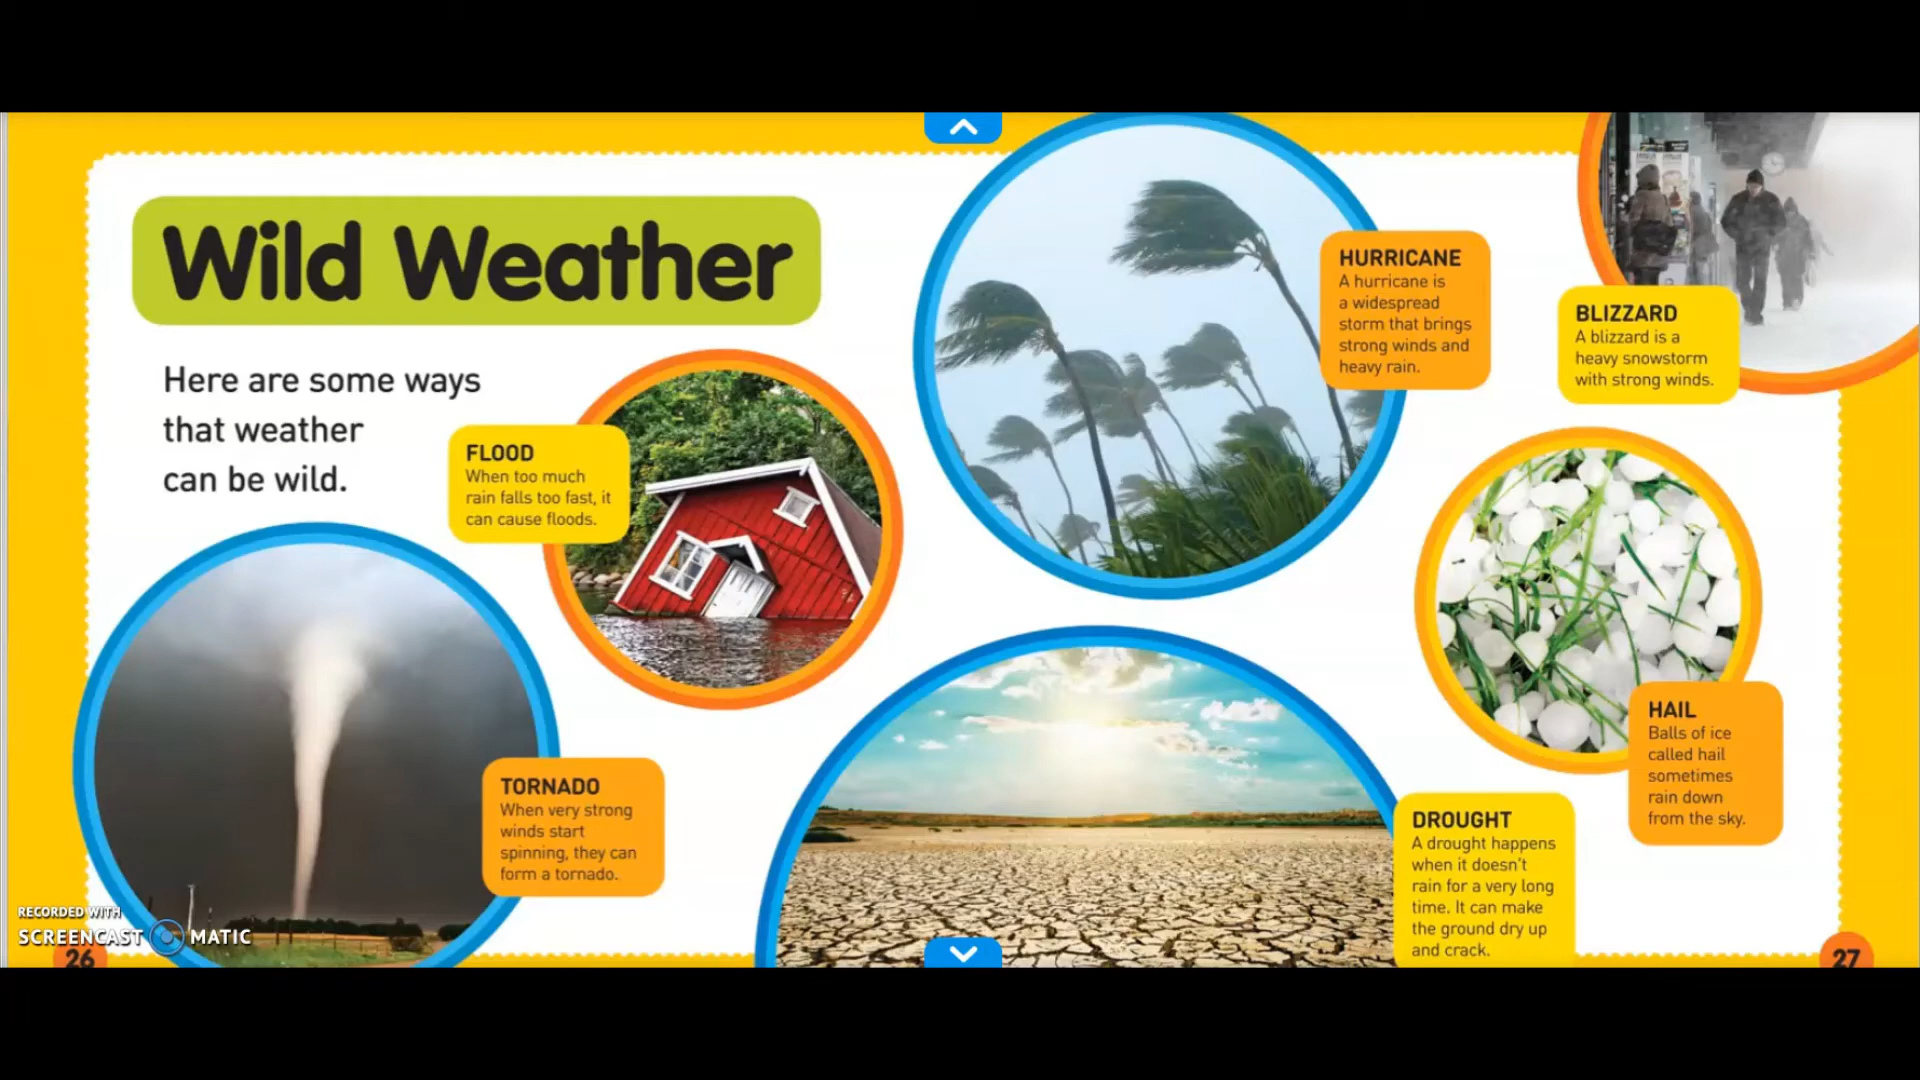 Wild Weather
Here are some ways
that weather
can be wild.
FLOOD
When too much
rain falls too fast, it
can cause floods.
TORNADO
When very strong
winds start
spinning, they can
form a tornado.
HURRICANE
A hurricane is
a widespread
storm that brings
strong winds and
heavy rain.
BLIZZARD
A blizzard is a
heavy snowstorm
with strong winds.
HAIL
Balls of ice
called hail
sometimes
rain down
from the sky.
DROUGHT
A drought happens
when it doesn't
rain for a very long
time. It can make
the ground dry up
and crack.
RECORDED WITH
SCREENCAST MATIC
26
27